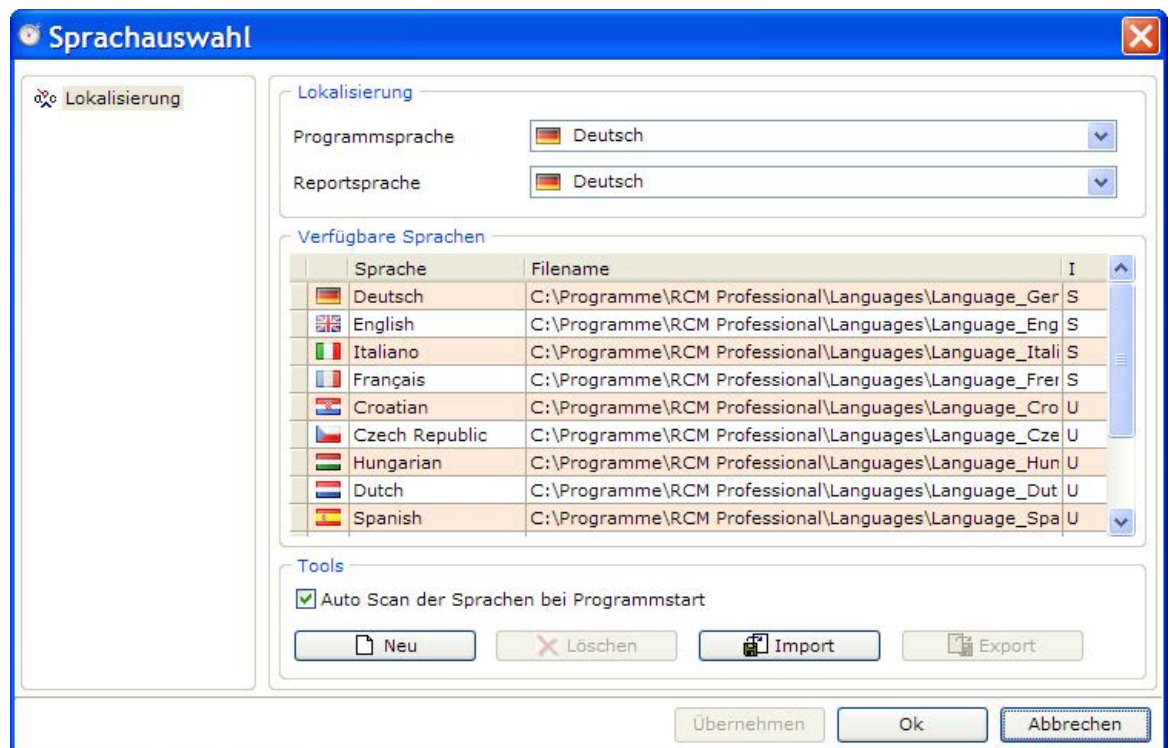 Sprachauswahl
Lokalisierung
Lokalisierung
Programmsprache Deutsch
Reportsprache Deutsch
Verfügbare Sprachen
Sprache Filename I
Deutsch C:\Programme\RCM Professional\Languages\Language_Ger S
English C:\Programme\RCM Professional\Languages\Language_Eng S
Italiano C:\Programme\RCM Professional\Languages\Language_Itali S
Français C:\Programme\RCM Professional\Languages\Language_Frer S
Croatian C:\Programme\RCM Professional\Languages\Language_Cro U
Czech Republic C:\Programme\RCM Professional\Languages\Language_Cze U
Hungarian C:\Programme\RCM Professional\Languages\Language_Hun U
Dutch C:\Programme\RCM Professional\Languages\Language_Dut U
Spanish C:\Programme\RCM Professional\Languages\Language_Spa U
Tools
Auto Scan der Sprachen bei Programmstart
Neu Löschen Import Export
Übernehmen Ok Abbrechen